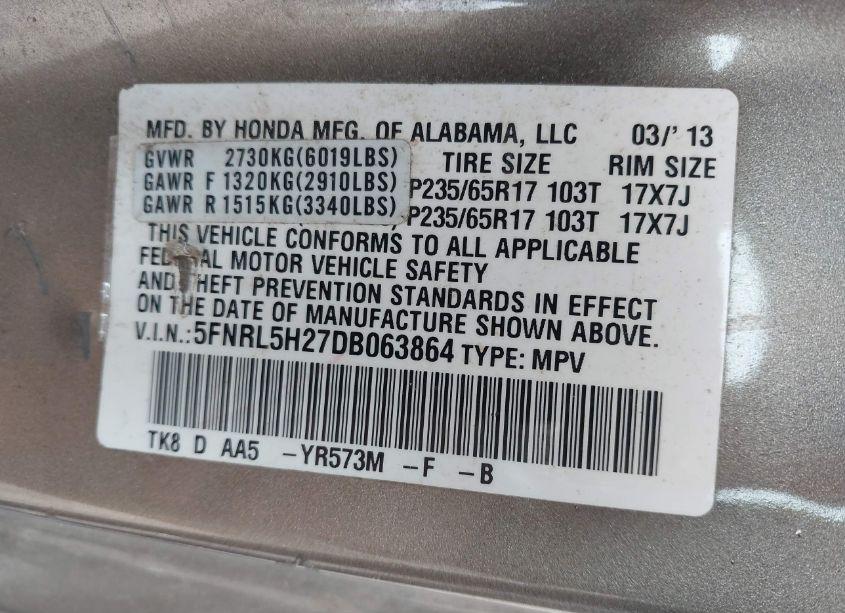 MFD. BY HONDA MFG. OF ALABAMA, LLC 03/' 13
GVWR 2730KG(6019LBS) TIRE SIZE RIM SIZE
GAWR F 1320KG(2910LBS) P235/65R17 103T 17X7J
GAWR R 1515KG(3340LBS) P235/65R17 103T 17X7J
THIS VEHICLE CONFORMS TO ALL APPLICABLE
FEDERAL MOTOR VEHICLE SAFETY
AND THEFT PREVENTION STANDARDS IN EFFECT
ON THE DATE OF MANUFACTURE SHOWN ABOVE.
V.I.N.: 5FNRL5H27DB063864 TYPE: MPV
TK8 D AA5 -YR573M -F -B